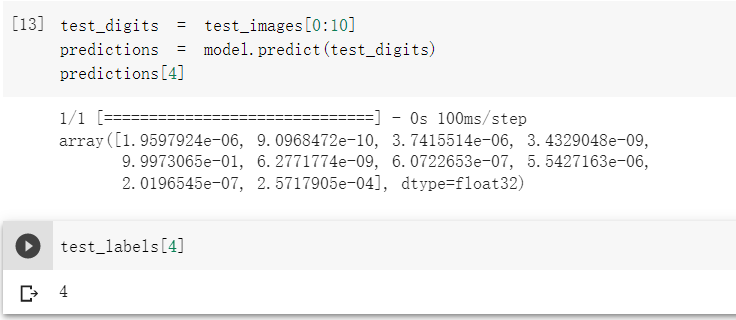 [13] test_digits = test_images[0:10]
predictions = model.predict(test_digits)
predictions[4]
1/1 [==============================] - 0s 100ms/step
array([1.9597924e-06, 9.0968472e-10, 3.7415514e-06, 3.4329048e-09,
9.9973065e-01, 6.2771774e-09, 6.0722653e-07, 5.5427163e-06,
2.0196545e-07, 2.5717905e-04], dtype=float32)
test_labels[4]
4